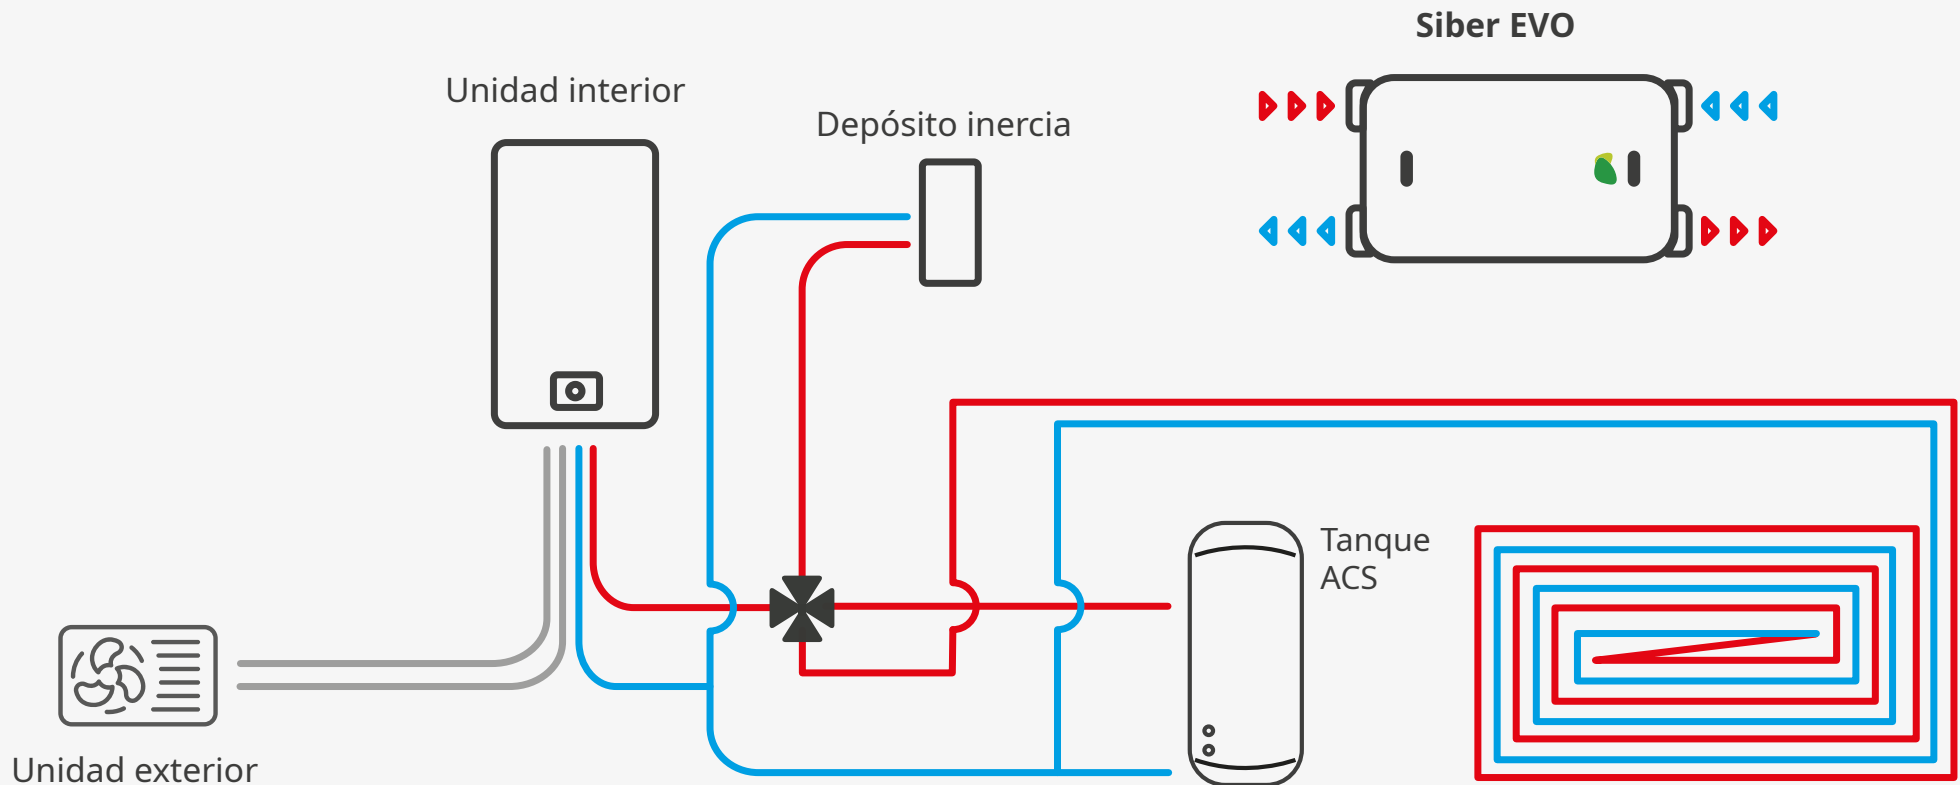 Siber EVO
Unidad interior
Depósito inercia
Tanque
ACS
Unidad exterior